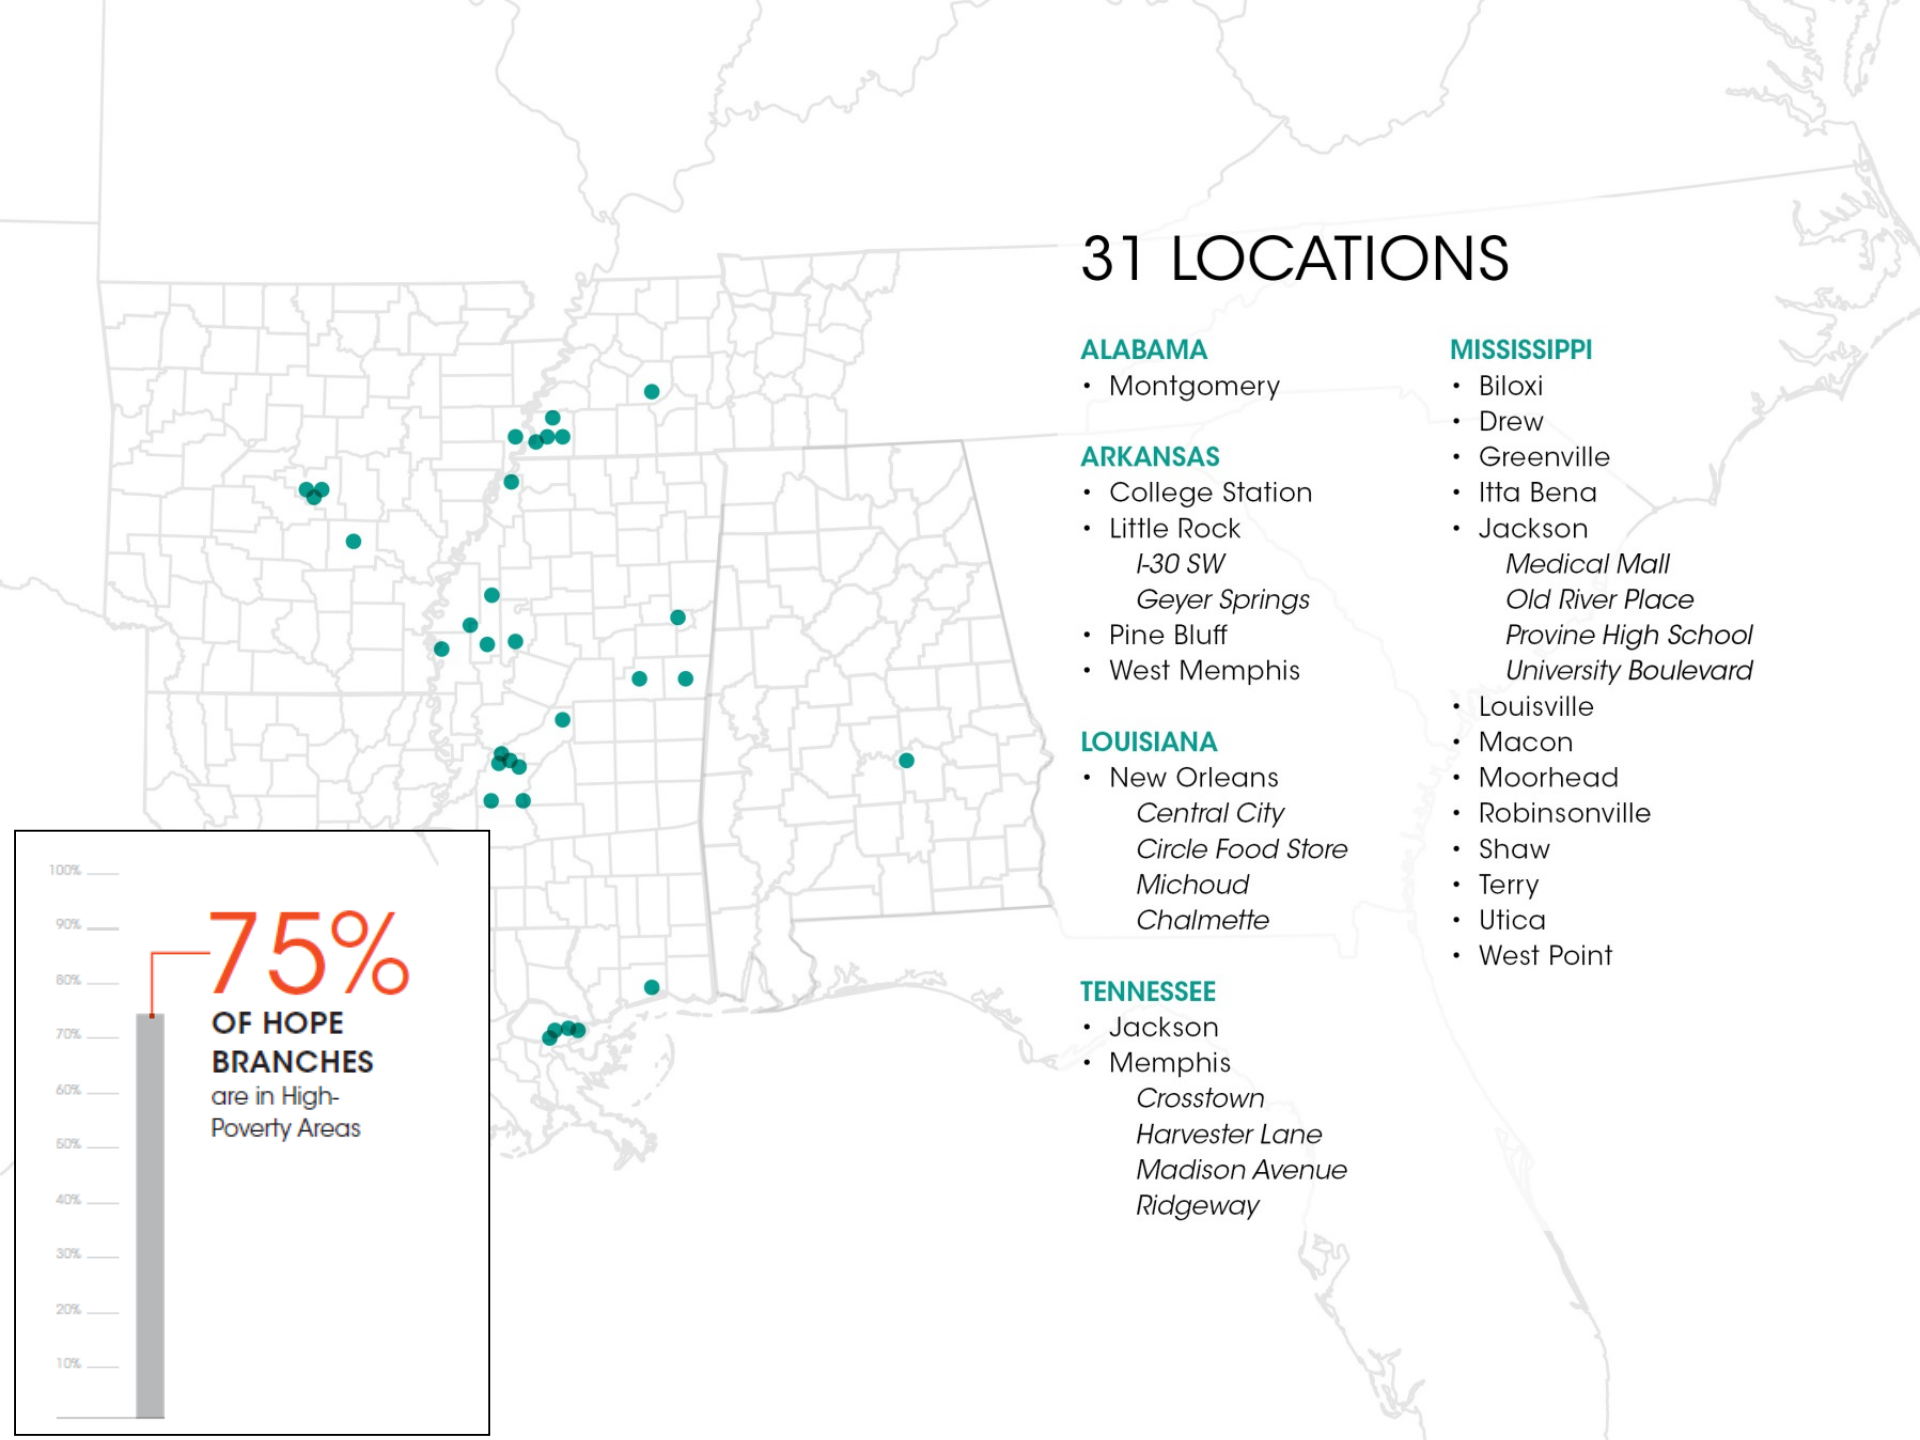 31 LOCATIONS
ALABAMA
• Montgomery
ARKANSAS
• College Station
• Little Rock
I-30 SW
Geyer Springs
• Pine Bluff
• West Memphis
LOUISIANA
• New Orleans
Central City
Circle Food Store
Michoud
Chalmette
TENNESSEE
• Jackson
• Memphis
Crosstown
Harvester Lane
Madison Avenue
Ridgeway
MISSISSIPPI
• Biloxi
• Drew
• Greenville
• Itta Bena
• Jackson
Medical Mall
Old River Place
Provine High School
University Boulevard
• Louisville
• Macon
• Moorhead
• Robinsonville
• Shaw
• Terry
• Utica
• West Point
100%
90%
80%
70%
60%
50%
40%
30%
20%
10%
75%
OF HOPE
BRANCHES
are in High-
Poverty Areas